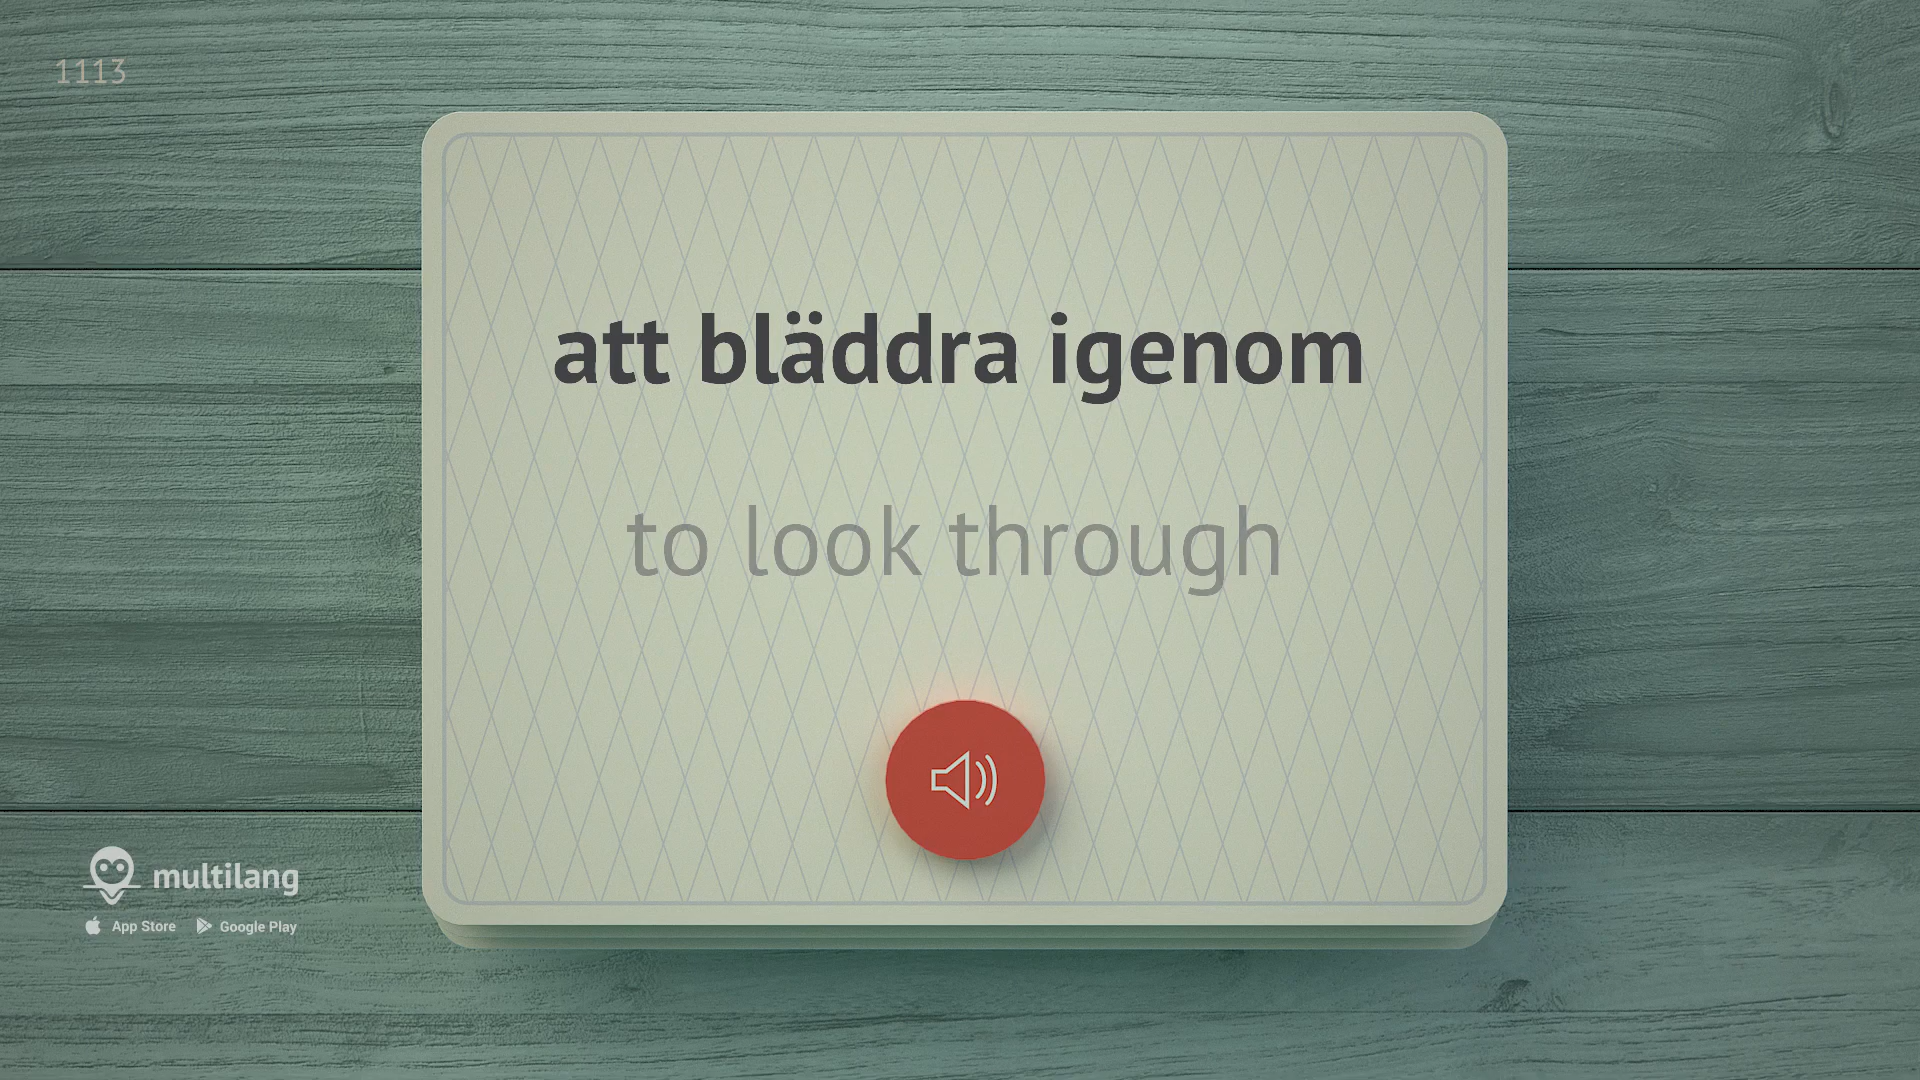 1113
att bläddra igenom
to look through
multilang
App Store
Google Play